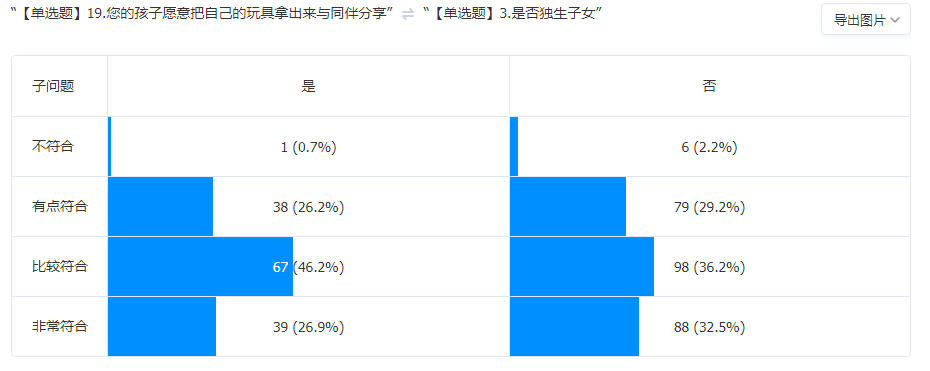 “【单选题】19.您的孩子愿意把自己的玩具拿出来与同伴分享” ⇌ “【单选题】3.是否独生子女” 导出图片
子问题 是 否
不符合 1 (0.7%) 6 (2.2%)
有点符合 38 (26.2%) 79 (29.2%)
比较符合 67 (46.2%) 98 (36.2%)
非常符合 39 (26.9%) 88 (32.5%)